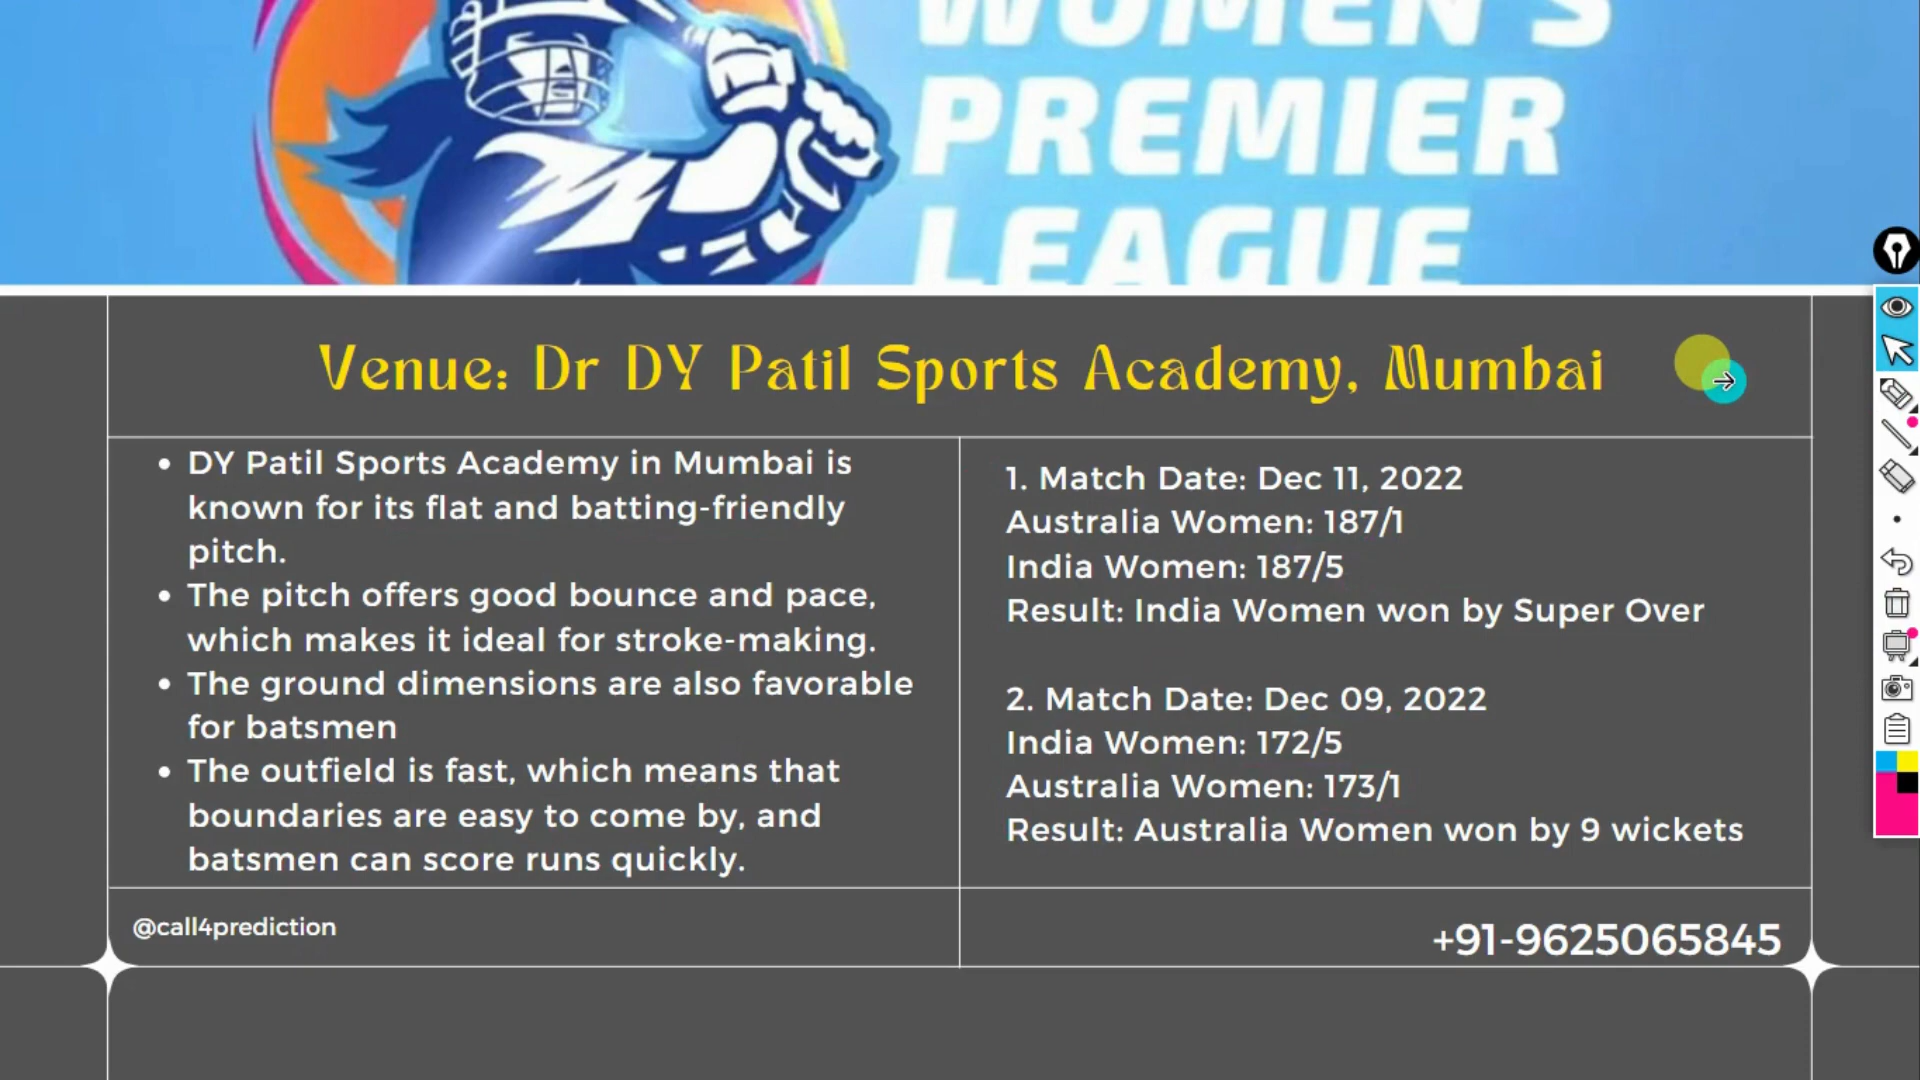 WOMEN'S
PREMIER
LEAGUE
Venue: Dr DY Patil Sports Academy, Mumbai
• DY Patil Sports Academy in Mumbai is
known for its flat and batting-friendly
pitch.
• The pitch offers good bounce and pace,
which makes it ideal for stroke-making.
• The ground dimensions are also favorable
for batsmen
• The outfield is fast, which means that
boundaries are easy to come by, and
batsmen can score runs quickly.
1. Match Date: Dec 11, 2022
Australia Women: 187/1
India Women: 187/5
Result: India Women won by Super Over
2. Match Date: Dec 09, 2022
India Women: 172/5
Australia Women: 173/1
Result: Australia Women won by 9 wickets
@call4prediction
+91-9625065845